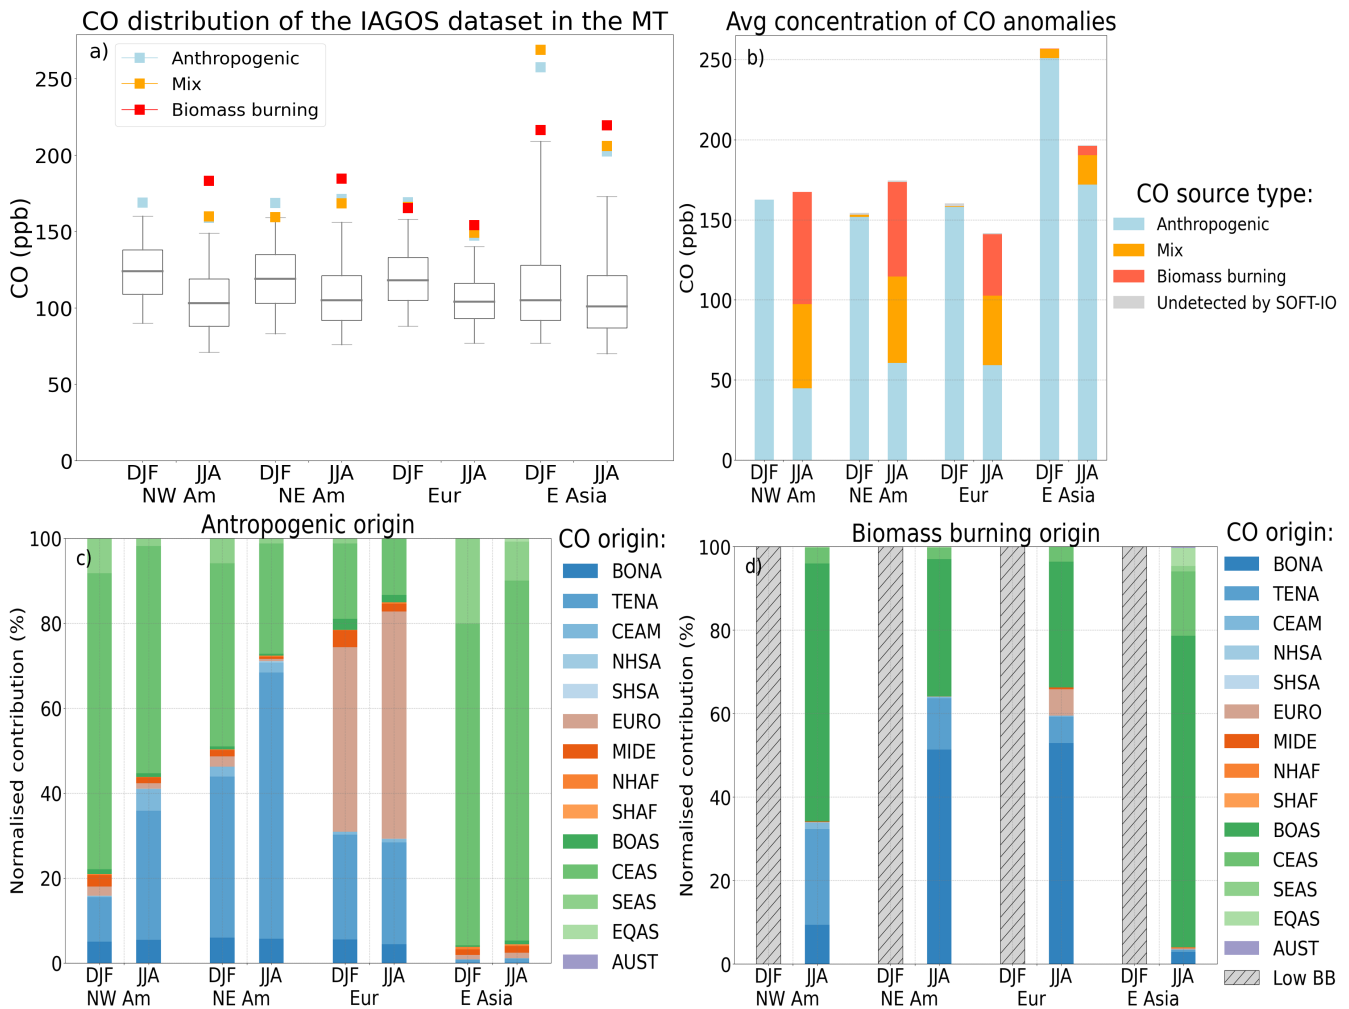 CO distribution of the IAGOS dataset in the MT
a)
Anthropogenic
Mix
Biomass burning
CO (ppb)
250
200
150
100
50
0
DJF JJA DJF JJA DJF JJA DJF JJA
NW Am NE Am Eur E Asia
Avg concentration of CO anomalies
b)
CO (ppb)
250
200
150
100
50
0
DJF JJA DJF JJA DJF JJA DJF JJA
NW Am NE Am Eur E Asia
CO source type:
Anthropogenic
Mix
Biomass burning
Undetected by SOFT-IO
Antropogenic origin
c)
Normalised contribution (%)
100
80
60
40
20
0
DJF JJA DJF JJA DJF JJA DJF JJA
NW Am NE Am Eur E Asia
CO origin:
BONA
TENA
CEAM
NHSA
SHSA
EURO
MIDE
NHAF
SHAF
BOAS
CEAS
SEAS
EQAS
AUST
Biomass burning origin
d)
Normalised contribution (%)
100
80
60
40
20
0
DJF JJA DJF JJA DJF JJA DJF JJA
NW Am NE Am Eur E Asia
CO origin:
BONA
TENA
CEAM
NHSA
SHSA
EURO
MIDE
NHAF
SHAF
BOAS
CEAS
SEAS
EQAS
AUST
Low BB